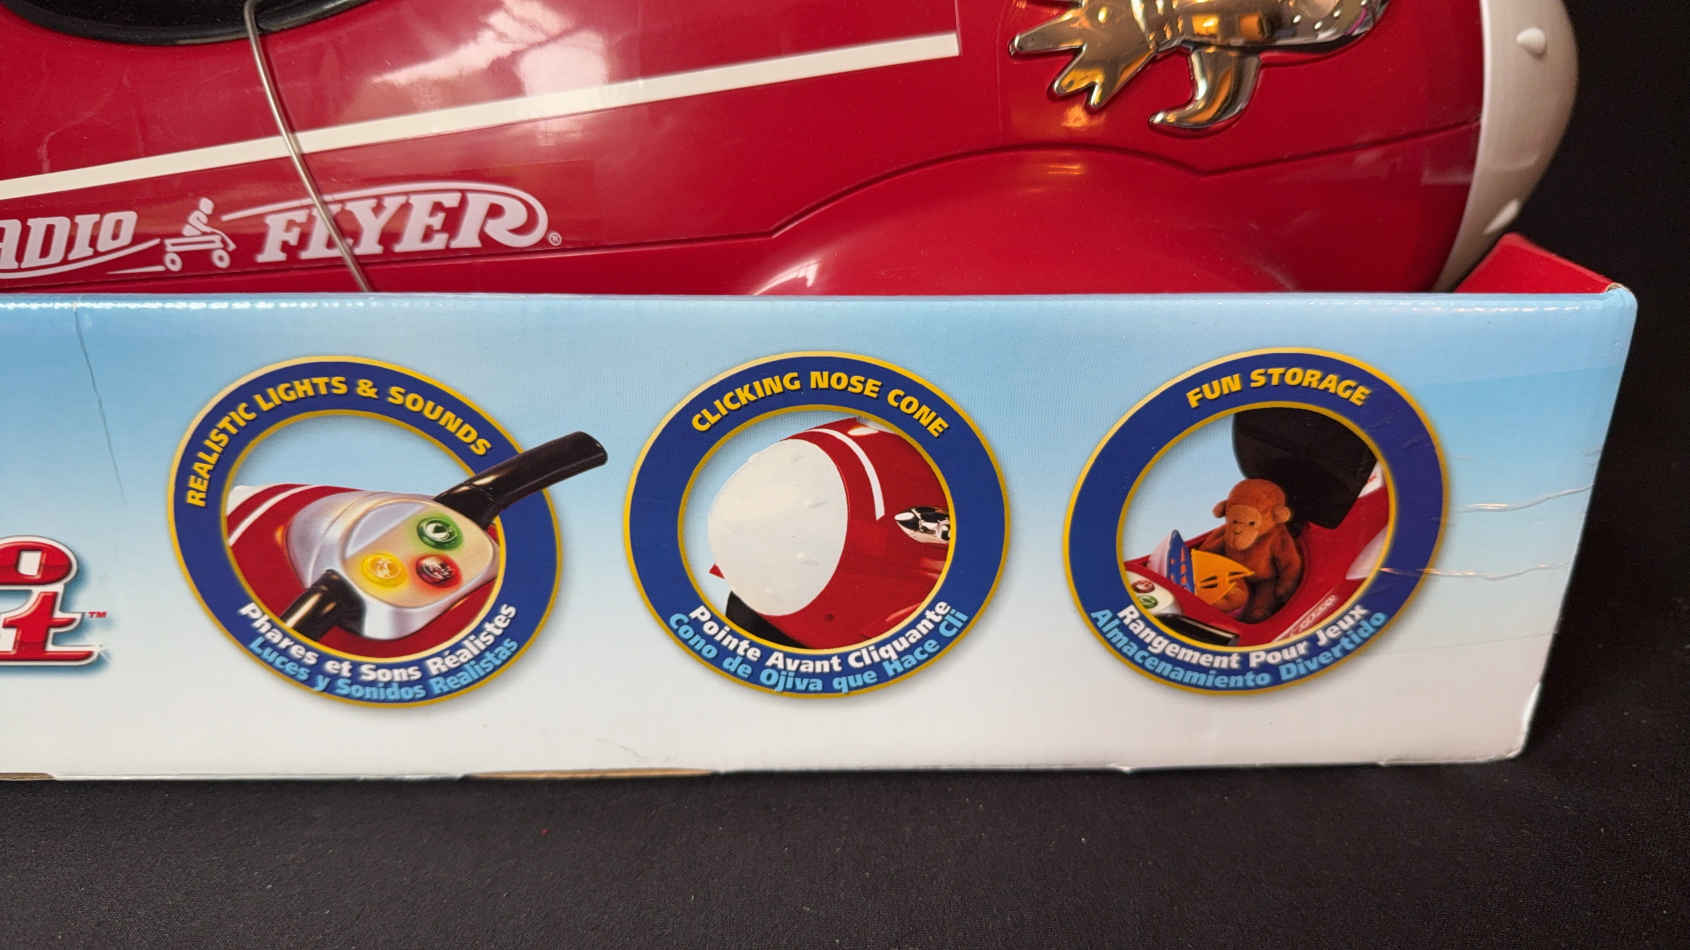 ADIO FLYER®
REALISTIC LIGHTS & SOUNDS
Phares et Sons Réalistes
Luces y Sonidos Realistas
CLICKING NOSE CONE
Pointe Avant Cliquante
Cono de Ojiva que Hace Cli
FUN STORAGE
Rangement Pour Jeux
Almacenamiento Divertido
™